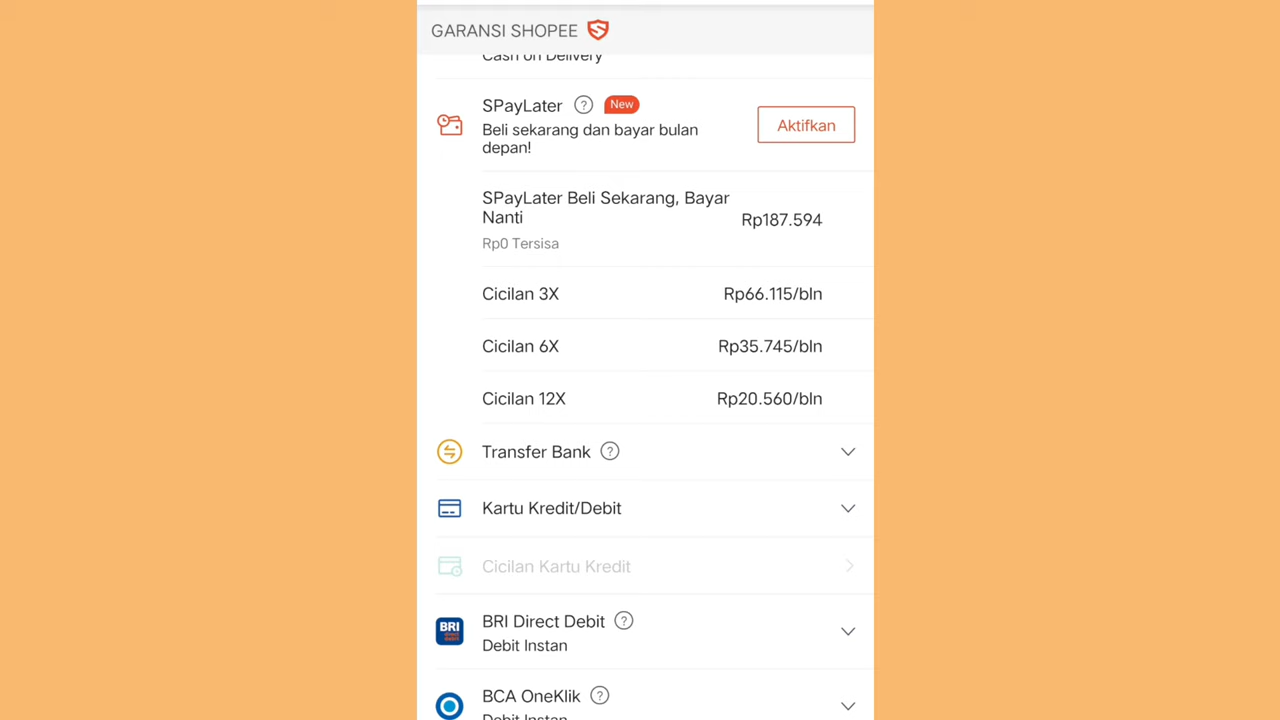 GARANSI SHOPEE
Cash on Delivery
SPayLater ? New
Beli sekarang dan bayar bulan
depan!
Aktifkan
SPayLater Beli Sekarang, Bayar
Nanti
Rp187.594
Rp0 Tersisa
Cicilan 3X Rp66.115/bln
Cicilan 6X Rp35.745/bln
Cicilan 12X Rp20.560/bln
Transfer Bank ?
Kartu Kredit/Debit
Cicilan Kartu Kredit
BRI
BRI Direct Debit ?
Debit Instan
BCA OneKlik ?
Debit Instan